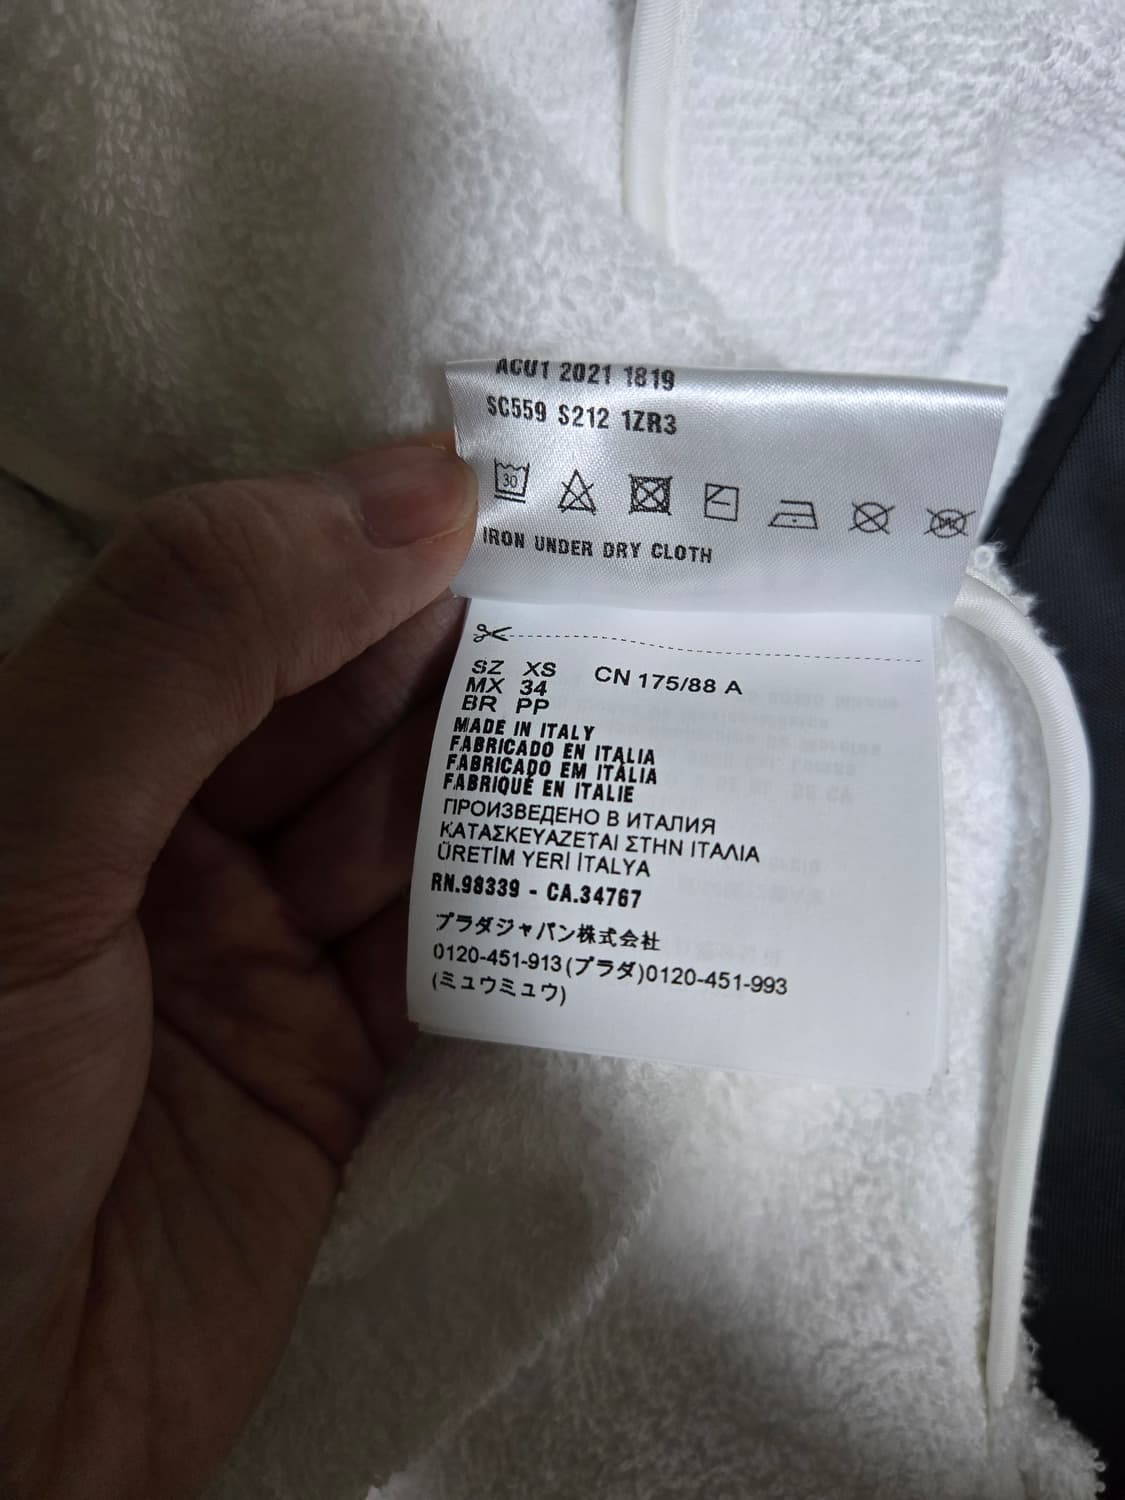 ACU1 2021 1819
SC559 S212 1ZR3
30
IRON UNDER DRY CLOTH
SZ XS CN 175/88 A
MX 34
BR PP
MADE IN ITALY
FABRICADO EN ITALIA
FABRICADO EM ITÁLIA
FABRIQUÉ EN ITALIE
ПРОИЗВЕДЕНО В ИТАЛИЯ
ΚΑΤΑΣΚΕΥΑΖΕΤΑΙ ΣΤΗΝ ΙΤΑΛΙΑ
ÜRETİM YERİ İTALYA
RN.98339 - CA.34767
プラダジャパン株式会社
0120-451-913(プラダ)0120-451-993
(ミュウミュウ)